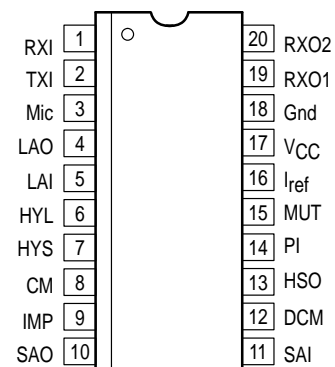 RXI 1 20 RXO2
TXI 2 19 RXO1
Mic 3 18 Gnd
LAO 4 17 VCC
LAI 5 16 Iref
HYL 6 15 MUT
HYS 7 14 PI
CM 8 13 HSO
IMP 9 12 DCM
SAO 10 11 SAI